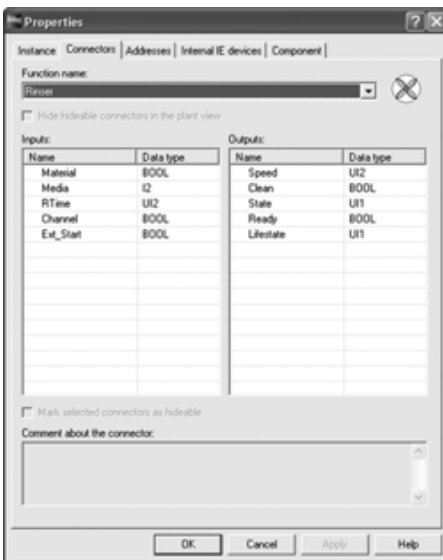 Properties
Instance Connectors Addresses Internal IE devices Component
Function name:
Rinser
Hide hideable connectors in the plant view
Inputs: Outputs:
Name Data type Name Data type
Material BOOL Speed UI2
Media I2 Clean BOOL
RTime UI2 State UI1
Channel BOOL Ready BOOL
Ext_Start BOOL Lifestate UI1
Mark selected connectors as hideable
Comment about the connector:
OK Cancel Apply Help